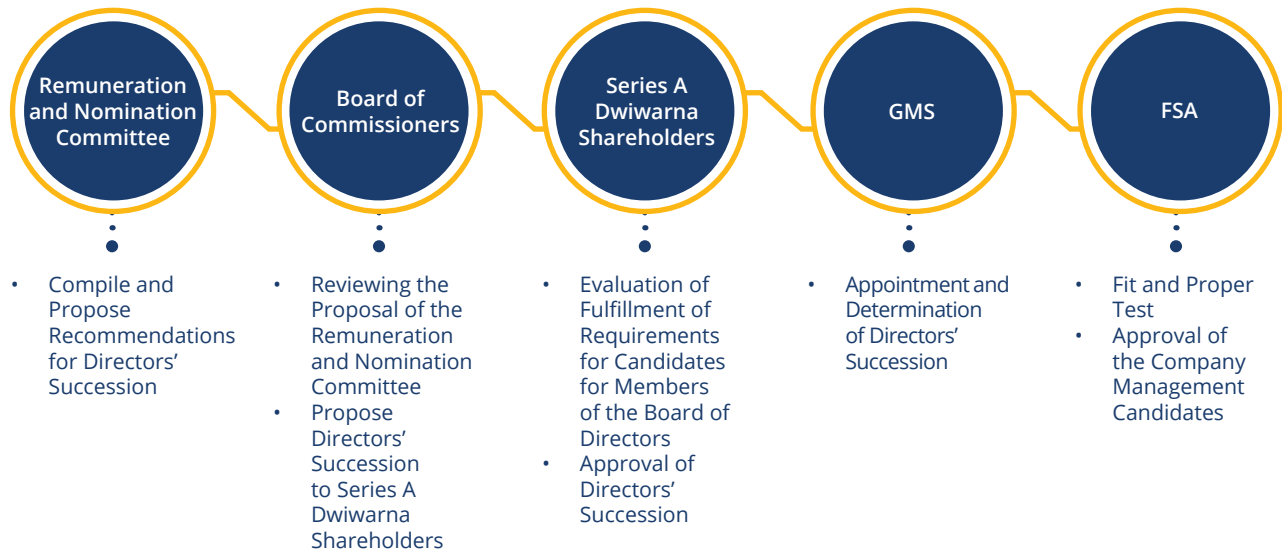 Remuneration
and Nomination
Committee
Board of
Commissioners
Series A
Dwiwarna
Shareholders
GMS
FSA
• Compile and
Propose
Recommendations
for Directors’
Succession
• Reviewing the
Proposal of the
Remuneration
and Nomination
Committee
• Propose
Directors’
Succession
to Series A
Dwiwarna
Shareholders
• Evaluation of
Fulfillment of
Requirements
for Candidates
for Members
of the Board of
Directors
• Approval of
Directors’
Succession
• Appointment and
Determination
of Directors’
Succession
• Fit and Proper
Test
• Approval of
the Company
Management
Candidates